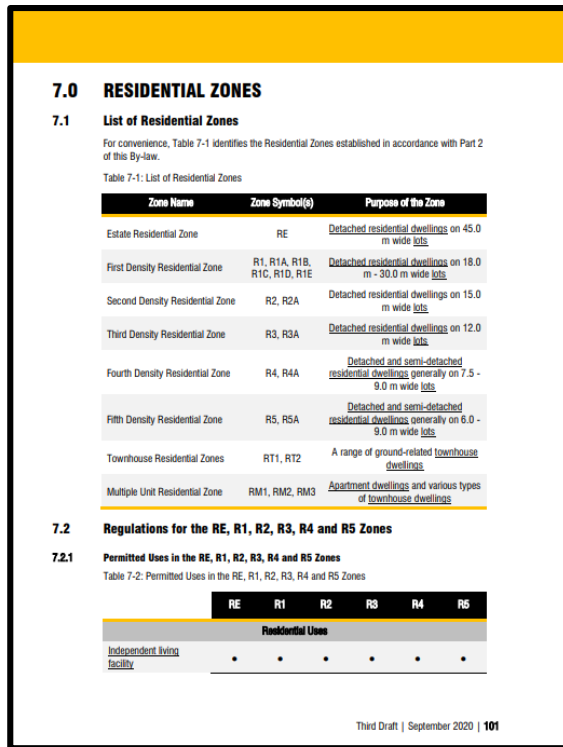 7.0 RESIDENTIAL ZONES
7.1 List of Residential Zones
For convenience, Table 7-1 identifies the Residential Zones established in accordance with Part 2
of this By-law.
Table 7-1: List of Residential Zones
Zone Name Zone Symbol(s) Purpose of the Zone
Estate Residential Zone RE Detached residential dwellings on 45.0
m wide lots
First Density Residential Zone R1, R1A, R1B,
R1C, R1D, R1E Detached residential dwellings on 18.0
m - 30.0 m wide lots
Second Density Residential Zone R2, R2A Detached residential dwellings on 15.0
m wide lots
Third Density Residential Zone R3, R3A Detached residential dwellings on 12.0
m wide lots
Fourth Density Residential Zone R4, R4A Detached and semi-detached
residential dwellings generally on 7.5 -
9.0 m wide lots
Fifth Density Residential Zone R5, R5A Detached and semi-detached
residential dwellings generally on 6.0 -
9.0 m wide lots
Townhouse Residential Zones RT1, RT2 A range of ground-related townhouse
dwellings
Multiple Unit Residential Zone RM1, RM2, RM3 Apartment dwellings and various types
of townhouse dwellings
7.2 Regulations for the RE, R1, R2, R3, R4 and R5 Zones
7.2.1 Permitted Uses in the RE, R1, R2, R3, R4 and R5 Zones
Table 7-2: Permitted Uses in the RE, R1, R2, R3, R4 and R5 Zones
RE R1 R2 R3 R4 R5
Residential Uses
Independent living
facility • • • • • •
Third Draft | September 2020 | 101